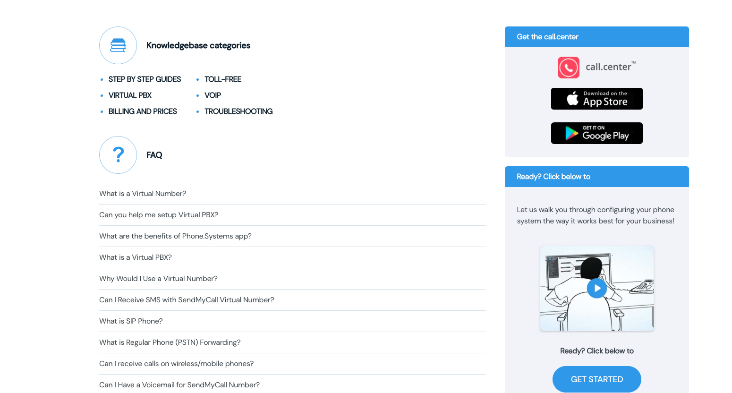 Knowledgebase categories
STEP BY STEP GUIDES
TOLL-FREE
VIRTUAL PBX
VOIP
BILLING AND PRICES
TROUBLESHOOTING
? FAQ
What is a Virtual Number?
Can you help me setup Virtual PBX?
What are the benefits of Phone.Systems app?
What is a Virtual PBX?
Why Would I Use a Virtual Number?
Can I Receive SMS with SendMyCall Virtual Number?
What is SIP Phone?
What is Regular Phone (PSTN) Forwarding?
Can I receive calls on wireless/mobile phones?
Can I Have a Voicemail for SendMyCall Number?
Get the call.center
call.center™
Download on the
App Store
GET IT ON
Google Play
Ready? Click below to
Let us walk you through configuring your phone
system the way it works best for your business!
Ready? Click below to
GET STARTED